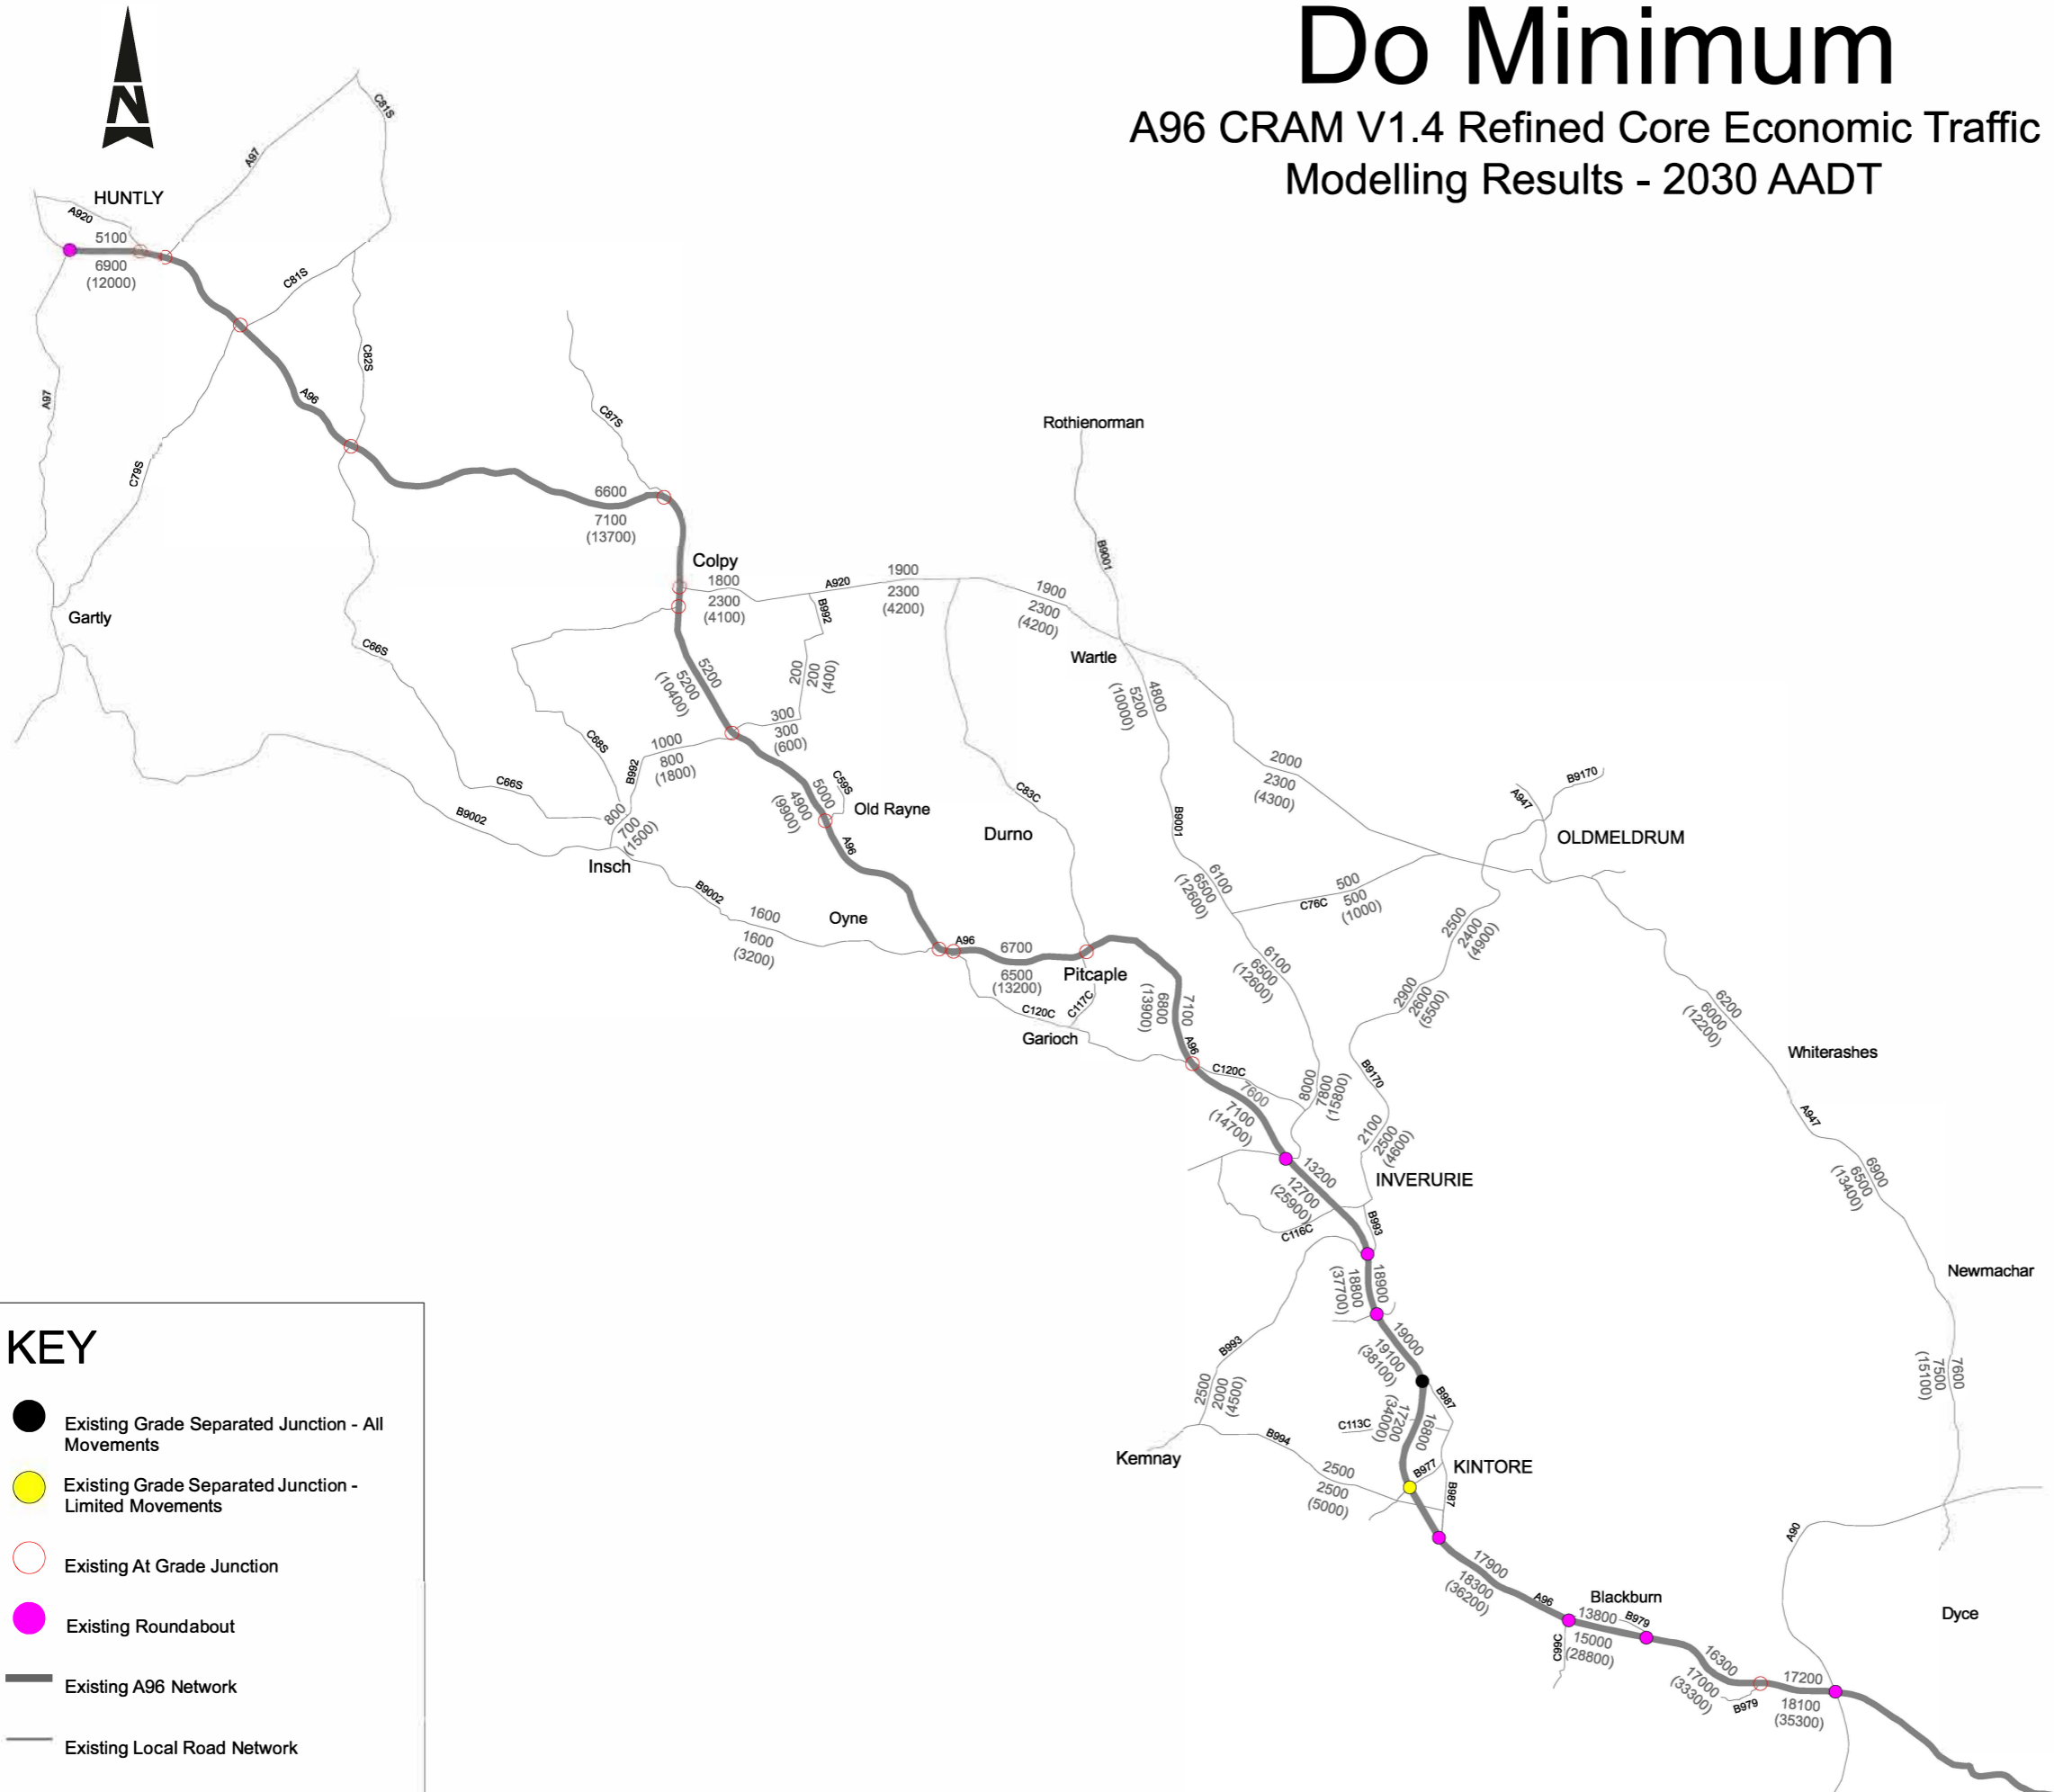 Do Minimum
A96 CRAM V1.4 Refined Core Economic Traffic
Modelling Results - 2030 AADT
N
HUNTLY
A920
5100
6900
(12000)
A97
C81S
C81S
C82S
A97
A96
C79S
Gartly
C87S
6600
7100
(13700)
Colpy
1800
2300
(4100)
A920
B992
1900
2300
(4200)
1900
2300
(4200)
Rothienorman
B9001
Wartle
5200
5200
(10400)
200
200
(400)
300
300
(600)
1000
800
(1800)
C66S
C68S
B992
C66S
B9002
800
700
(1500)
Insch
5000
4900
(9900)
C59S
Old Rayne
A96
B9002
1600
1600
(3200)
Oyne
A96
6700
6500
(13200)
Pitcaple
C83C
Durno
C120C
C117C
Garioch
7100
6800
(13900)
A96
4800
5200
(10000)
B9001
2000
2300
(4300)
A947
B9170
OLDMELDRUM
6100
6500
(12600)
500
500
(1000)
C76C
6100
6500
(12600)
2500
2400
(4900)
2900
2600
(5500)
B9170
6200
6000
(12200)
Whiterashes
A947
6900
6500
(13400)
Newmachar
7600
7500
(15100)
C120C
8000
7800
(15800)
7600
7100
(14700)
2100
2500
(4600)
INVERURIE
13200
12700
(25900)
C116C
B993
18900
18800
(37700)
19000
19100
(38100)
B993
2500
2000
(4500)
Kemnay
B994
2500
2500
(5000)
B987
C113C
16800
17200
(34000)
B977
KINTORE
B987
17900
18300
(36200)
A96
Blackburn
13800
15000
(28800)
B979
C99C
16300
17000
(33300)
B979
17200
18100
(35300)
A90
Dyce
KEY
Existing Grade Separated Junction - All
Movements
Existing Grade Separated Junction -
Limited Movements
Existing At Grade Junction
Existing Roundabout
Existing A96 Network
Existing Local Road Network